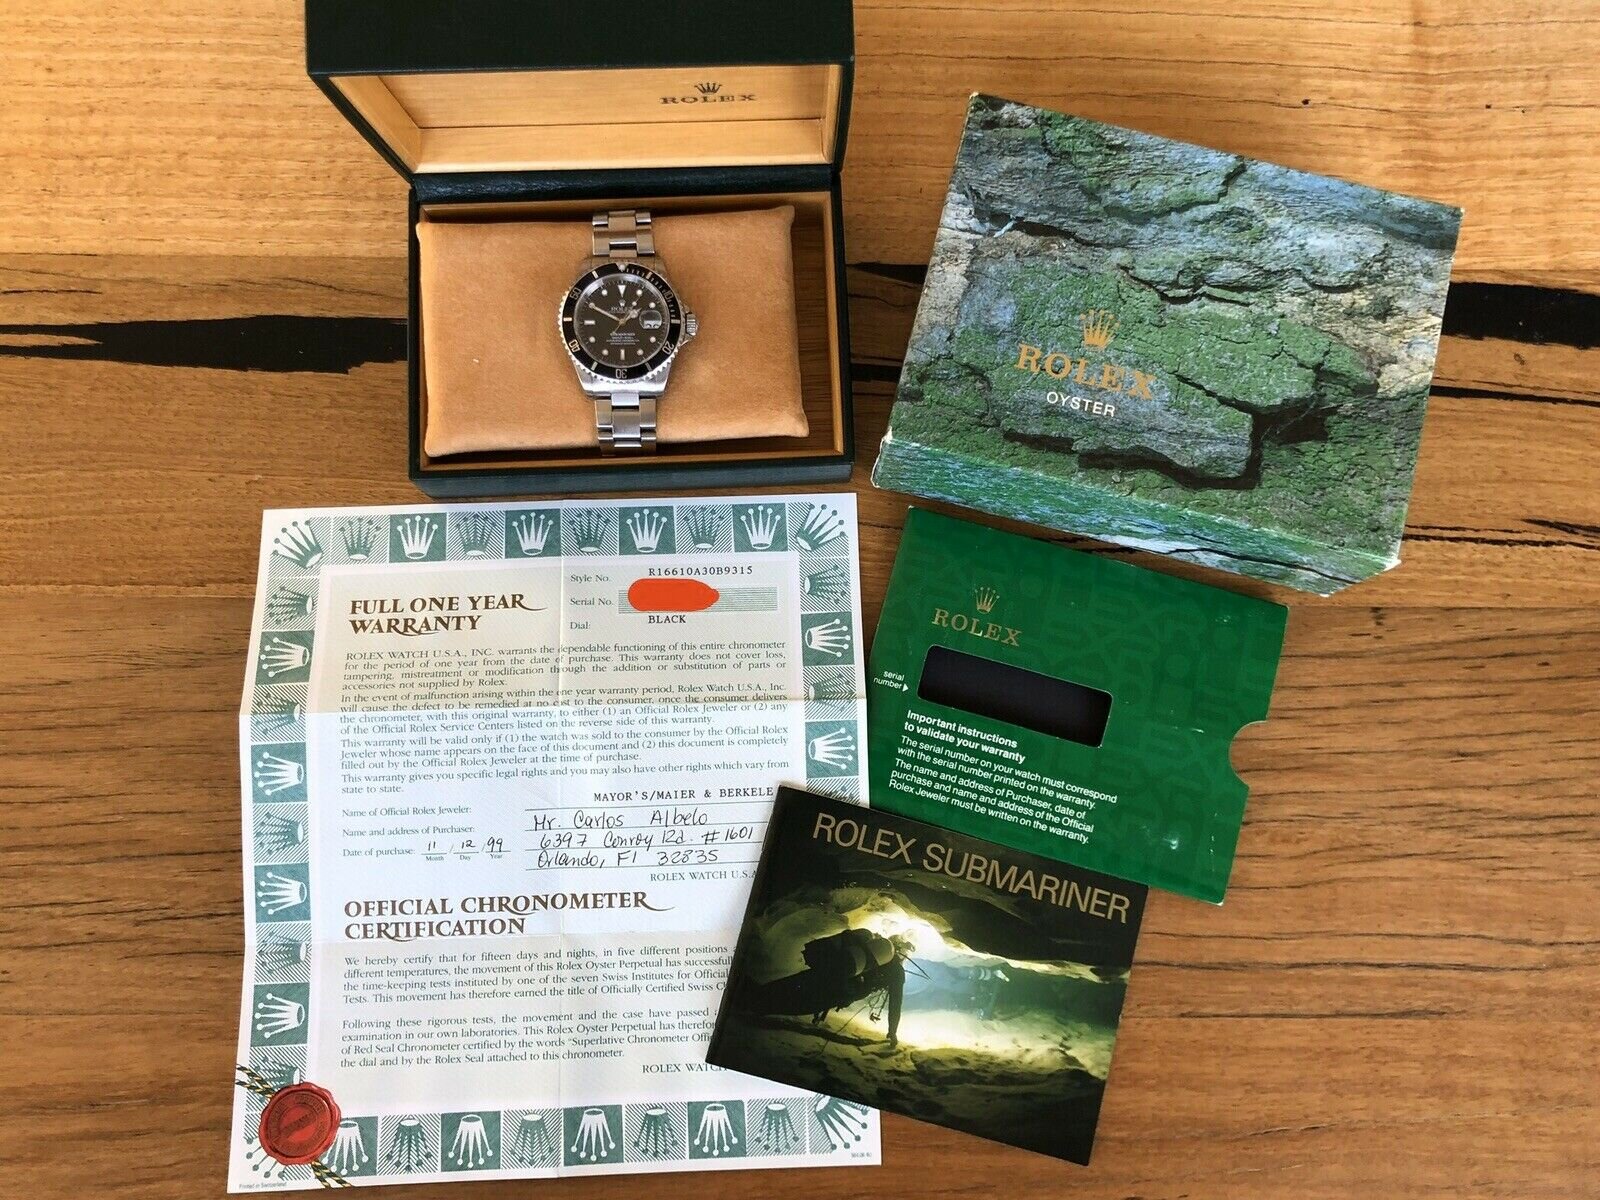 ROLEX
ROLEX
50
40
30
20
ROLEX
OYSTER
Style No. R16610A30B9315
Serial No.
Dial: BLACK
FULL ONE YEAR
WARRANTY
ROLEX WATCH U.S.A., INC. warrants the dependable functioning of this entire chronometer
for the period of one year from the date of purchase. This warranty does not cover loss,
tampering, mistreatment or modification through the addition or substitution of parts or
accessories not supplied by Rolex.
In the event of malfunction arising within the one year warranty period, Rolex Watch U.S.A., Inc.
will cause the defect to be remedied at no cost to the consumer, once the consumer delivers
the chronometer, with this original warranty, to either (1) an Official Rolex Jeweler or (2) any
of the Official Rolex Service Centers listed on the reverse side of this warranty.
This warranty will be valid only if (1) the watch was sold to the consumer by the Official Rolex
Jeweler whose name appears on the face of this document and (2) this document is completely
filled out by the Official Rolex Jeweler at the time of purchase.
This warranty gives you specific legal rights and you may also have other rights which vary from
state to state.
Name of Official Rolex Jeweler: MAYOR'S/MAIER & BERKELE
Name and address of Purchaser: Mr. Carlos Albelo
6397 Conroy Rd. #1601
Date of purchase: 11 / 12 / 99 Orlando, Fl 32835
Month Day Year
ROLEX WATCH U.S.A
OFFICIAL CHRONOMETER
CERTIFICATION
We hereby certify that for fifteen days and nights, in five different positions
different temperatures, the movement of this Rolex Oyster Perpetual has successfull
the time-keeping tests instituted by one of the seven Swiss Institutes for Official
Tests. This movement has therefore earned the title of Officially Certified Swiss C
Following these rigorous tests, the movement and the case have passed a
examination in our own laboratories. This Rolex Oyster Perpetual has therefor
of Red Seal Chronometer certified by the words "Superlative Chronometer Offi
the dial and by the Rolex Seal attached to this chronometer.
ROLEX WATC
Printed in Switzerland
ROLEX
serial
number
Important instructions
to validate your warranty
The serial number on your watch must correspond
with the serial number printed on the warranty.
The name and address of Purchaser, date of
purchase and name and address of the Official
Rolex Jeweler must be written on the warranty.
ROLEX SUBMARINER